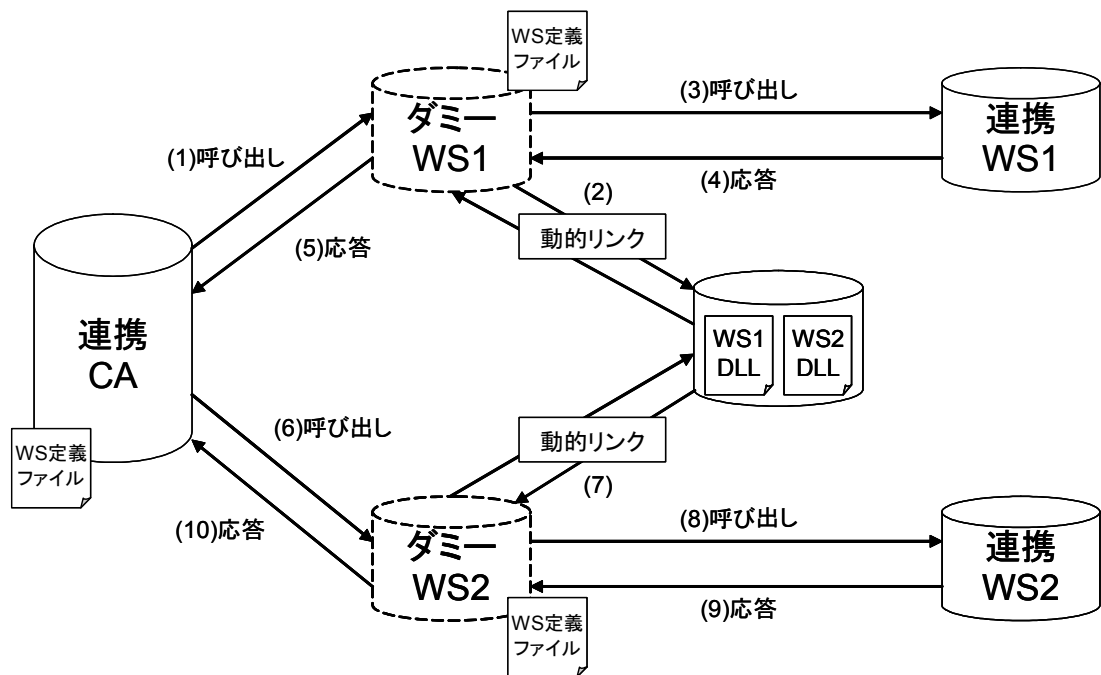 WS定義
ファイル
ダミー
WS1
(3)呼び出し
連携
WS1
(1)呼び出し
(4)応答
(2)
動的リンク
(5)応答
連携
CA
WS1
DLL
WS2
DLL
(6)呼び出し
動的リンク
WS定義
ファイル
(7)
(10)応答
ダミー
WS2
(8)呼び出し
連携
WS2
(9)応答
WS定義
ファイル